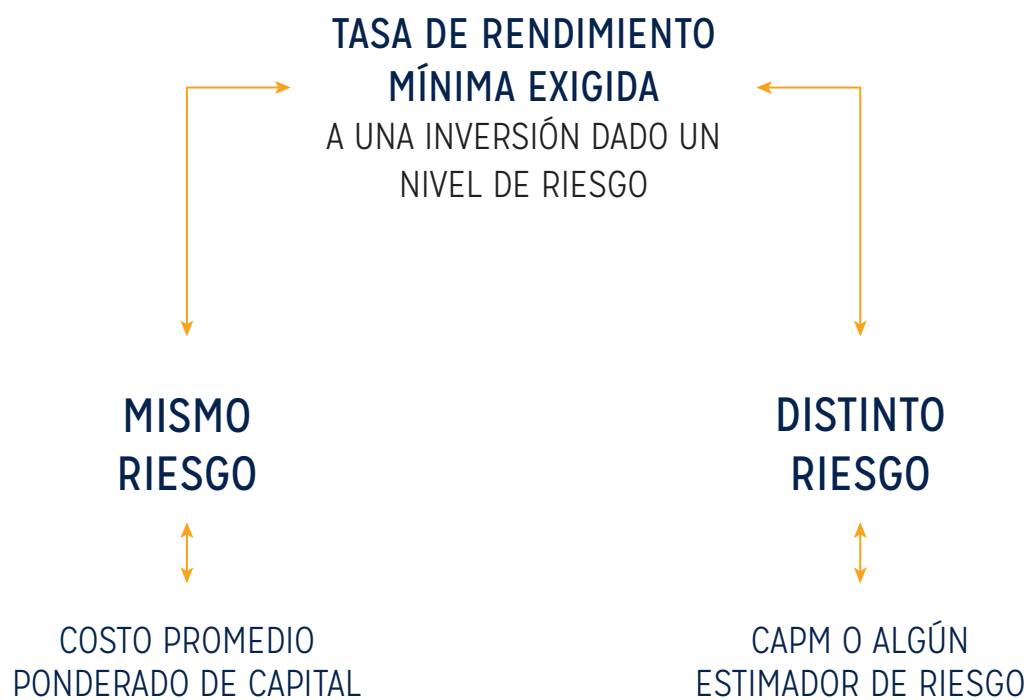 TASA DE RENDIMIENTO
MÍNIMA EXIGIDA
A UNA INVERSIÓN DADO UN
NIVEL DE RIESGO
MISMO
RIESGO
COSTO PROMEDIO
PONDERADO DE CAPITAL
DISTINTO
RIESGO
CAPM O ALGÚN
ESTIMADOR DE RIESGO